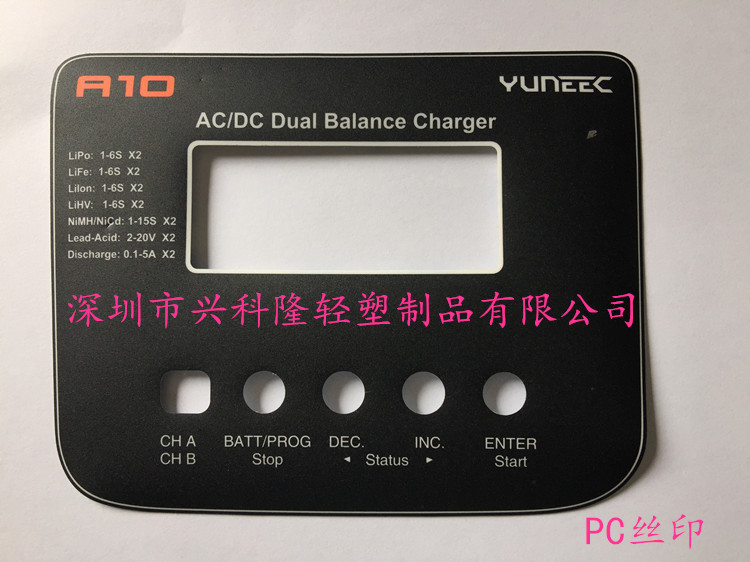 A10
YUNEEC
AC/DC Dual Balance Charger
LiPo: 1-6S X2
LiFe: 1-6S X2
LiIon: 1-6S X2
LiHV: 1-6S X2
NiMH/NiCd: 1-15S X2
Lead-Acid: 2-20V X2
Discharge: 0.1-5A X2
深圳市兴科隆轻塑制品有限公司
CH A
CH B
BATT/PROG
Stop
DEC.
INC.
◄ Status ►
ENTER
Start
PC丝印